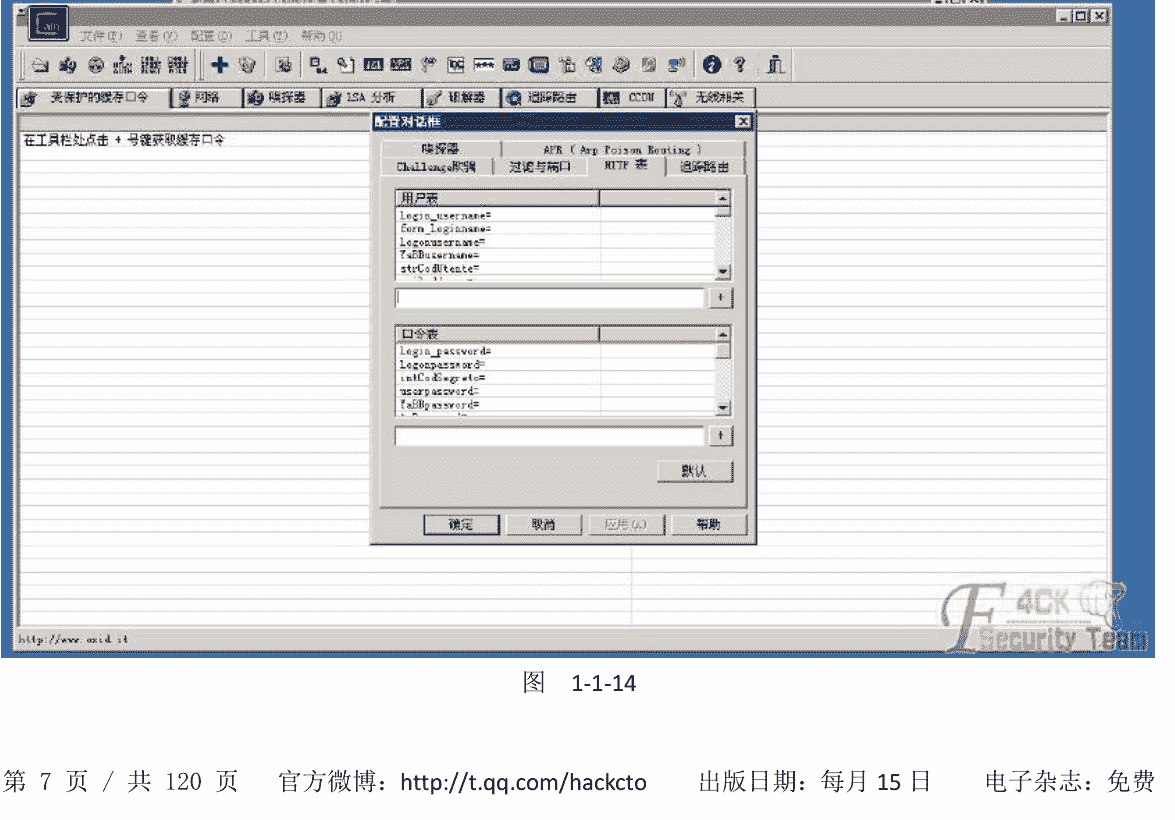 Cain
文件(F) 查看(V) 配置(O) 工具(T) 帮助(H)
受保护的缓存口令 网络 嗅探器 LSA 分析 破解器 追踪路由 CCDU 无线相关
在工具栏处点击 + 号键获取缓存口令
配置对话框
嗅探器 APR ( Arp Poison Routing )
Challenge欺骗 过滤与端口 HTTP 表 追踪路由
用户表
login_username=
form_loginname=
Logonusername=
YaBBusername=
strCodUtente=
+
口令表
login_password=
logonpassword=
intCodSegreto=
userpassword=
YaBBpassword=
+
默认
确定 取消 应用(A) 帮助
http://www.oxid.it
F4CK
Security Team
图 1-1-14
第 7 页 / 共 120 页 官方微博：http://t.qq.com/hackcto 出版日期：每月 15 日 电子杂志：免费